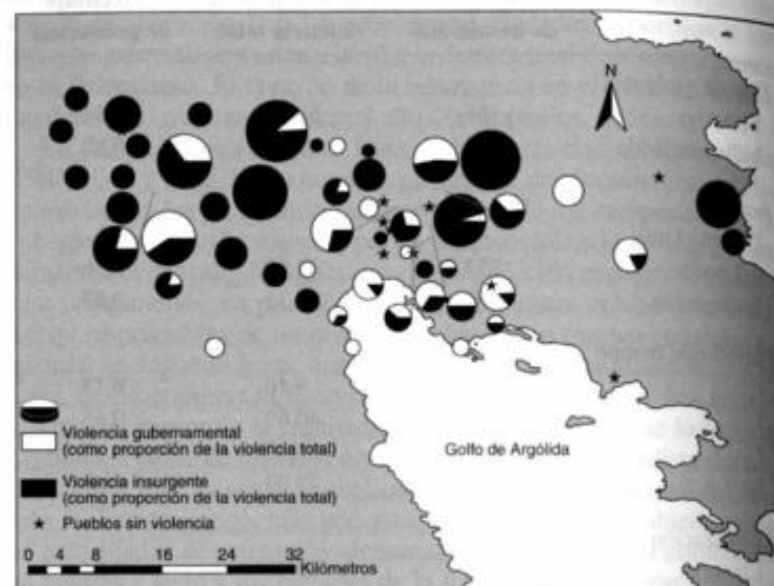 N
Golfo de Argólida
Violencia gubernamental
(como proporción de la violencia total)
Violencia insurgente
(como proporción de la violencia total)
Pueblos sin violencia
0 4 8 16 24 32
Kilómetros